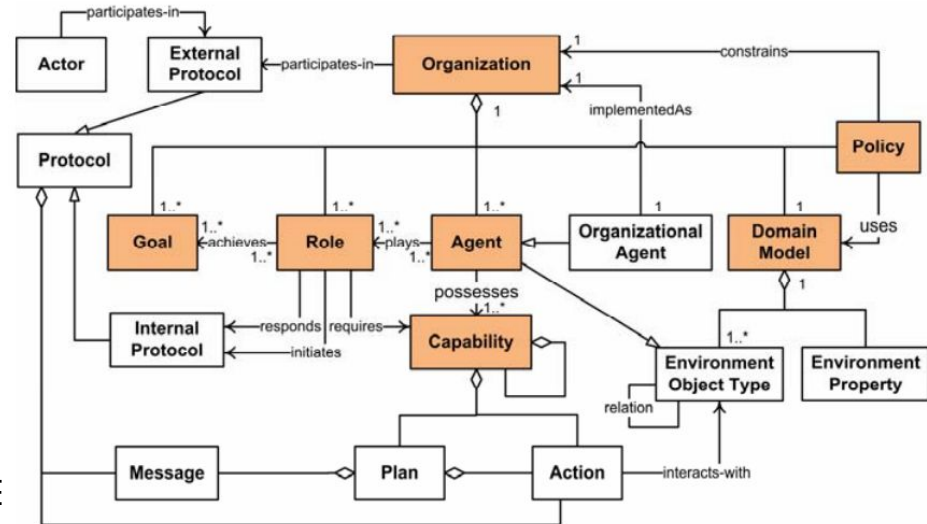 participates-in
Actor
External
Protocol
participates-in
Organization
1
constrains
1
implementedAs
1
Protocol
Policy
1..*
1..*
1..*
1
1
Goal
1..*
achieves
1..*
Role
1..*
plays
1..*
Agent
Organizational
Agent
Domain
Model
uses
possesses
1..*
1
Internal
Protocol
responds
requires
initiates
Capability
1..*
Environment
Object Type
Environment
Property
relation
Message
Plan
Action
interacts-with